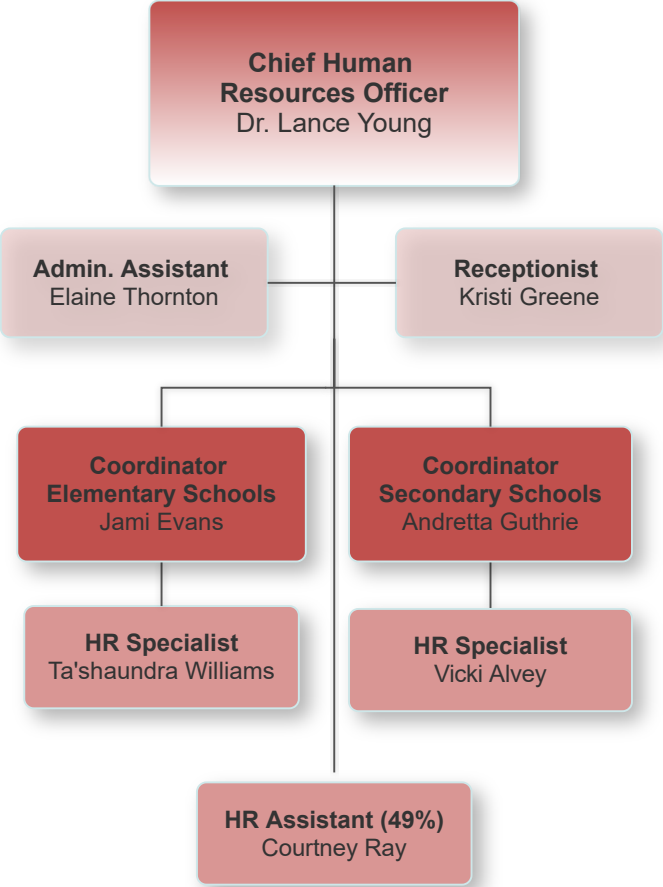 Chief Human
Resources Officer
Dr. Lance Young
Admin. Assistant
Elaine Thornton
Receptionist
Kristi Greene
Coordinator
Elementary Schools
Jami Evans
Coordinator
Secondary Schools
Andretta Guthrie
HR Specialist
Ta'shaundra Williams
HR Specialist
Vicki Alvey
HR Assistant (49%)
Courtney Ray